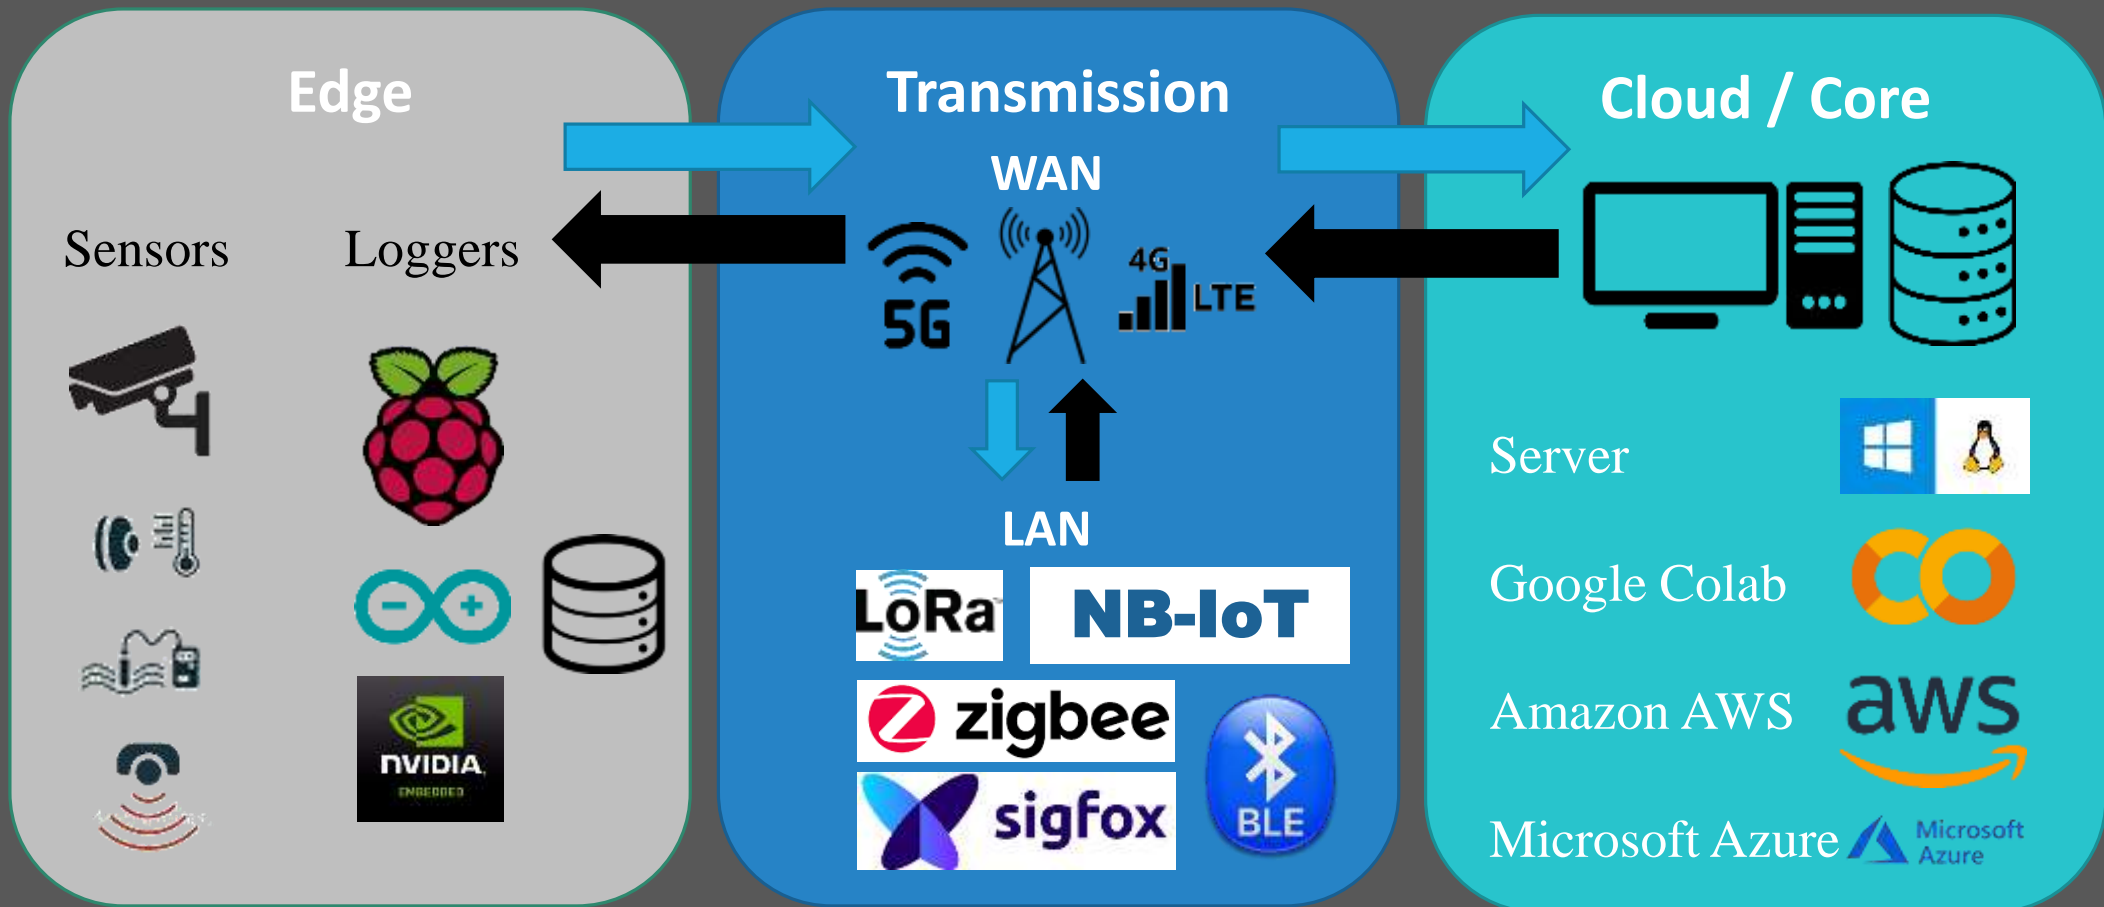 Edge
Sensors
Loggers
NVIDIA
EMBEDDED
Transmission
WAN
5G
4G
LTE
LAN
LoRa
NB-IoT
zigbee
sigfox
BLE
Cloud / Core
Server
Google Colab
Amazon AWS
aws
Microsoft Azure
Microsoft
Azure